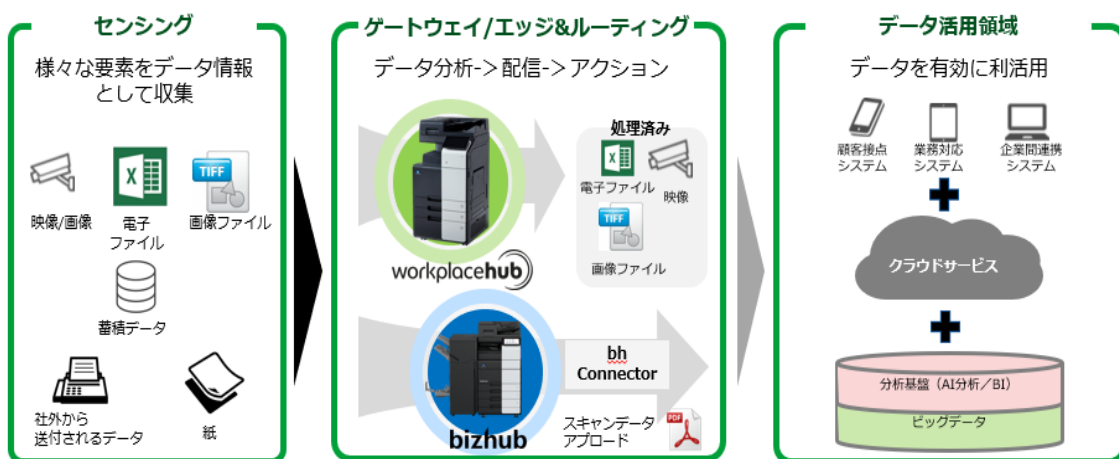 センシング
様々な要素をデータ情報
として収集
映像/画像
X
電子
ファイル
TIFF
画像ファイル
蓄積データ
社外から
送付されるデータ
紙
ゲートウェイ/エッジ&ルーティング
データ分析->配信->アクション
workplacehub
処理済み
X
電子ファイル
映像
TIFF
画像ファイル
bizhub
bh
Connector
スキャンデータ
アプロード
PDF
データ活用領域
データを有効に利活用
顧客接点
システム
業務対応
システム
企業間連携
システム
クラウドサービス
分析基盤（AI分析／BI）
ビッグデータ